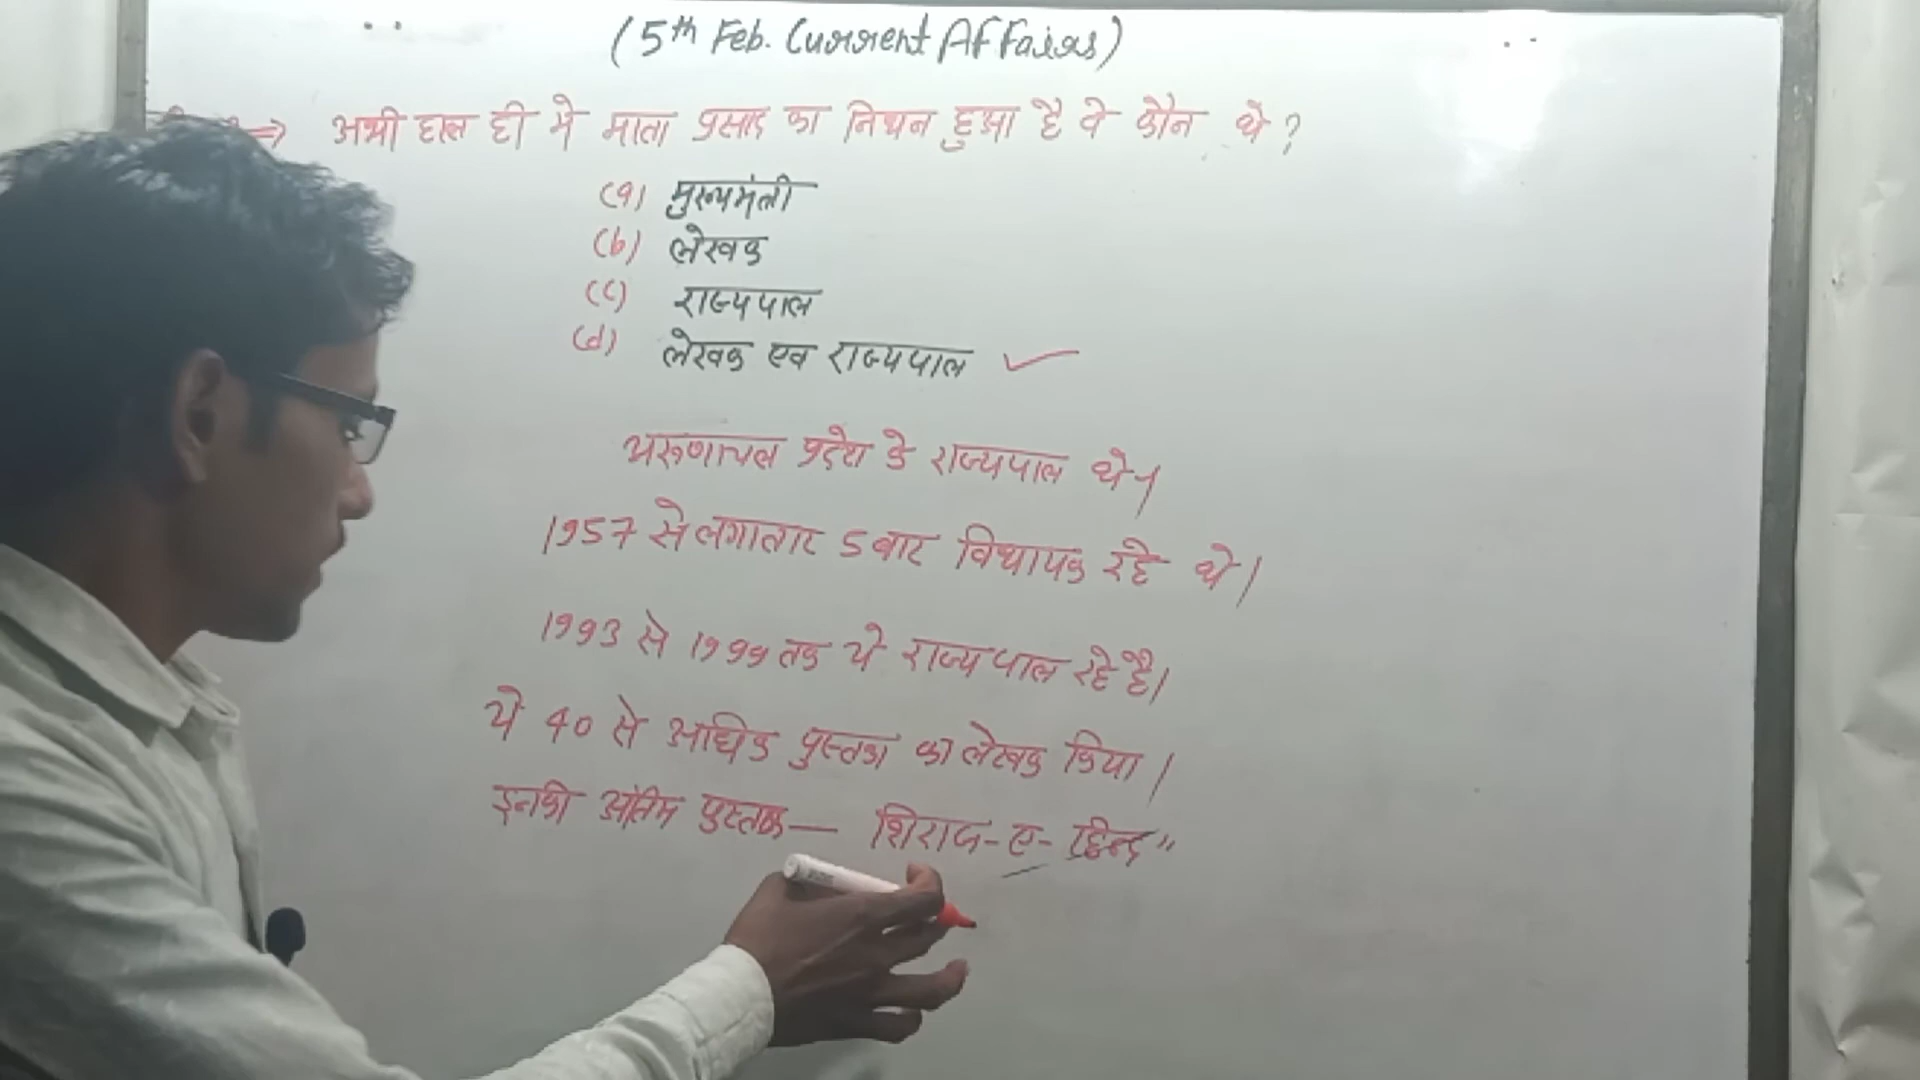 (5th Feb. Current Affairs)
=> अभी हाल ही मे माता प्रसाद का निधन हुआ है वे कौन थे?
(a) मुख्यमंत्री
(b) लेखक
(c) राज्यपाल
(d) लेखक एव राज्यपाल ✓
अरुणाचल प्रदेश के राज्यपाल थे।
1957 से लगातार 5 बार विधायक रहे थे।
1993 से 1999 तक ये राज्यपाल रहे है।
ये 40 से अधिक पुस्तको का लेखक किया।
इनकी अंतिम पुस्तक — शिराज-ए-हिन्द"